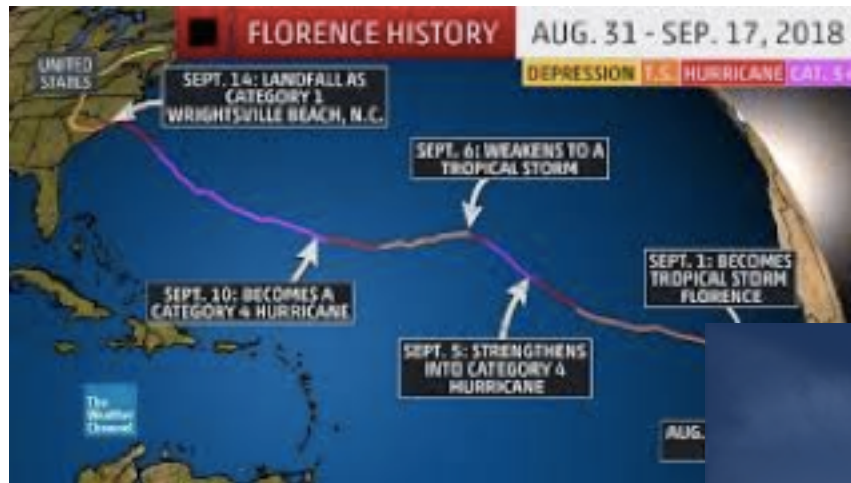 FLORENCE HISTORY
AUG. 31 - SEP. 17, 2018
DEPRESSION T.S. HURRICANE CAT. 3+
UNITED
STATES
SEPT. 14: LANDFALL AS
CATEGORY 1
WRIGHTSVILLE BEACH, N.C.
SEPT. 6: WEAKENS TO A
TROPICAL STORM
SEPT. 1: BECOMES
TROPICAL STORM
FLORENCE
SEPT. 10: BECOMES A
CATEGORY 4 HURRICANE
SEPT. 5: STRENGTHENS
INTO CATEGORY 4
HURRICANE
The
Weather
Channel
AUG.